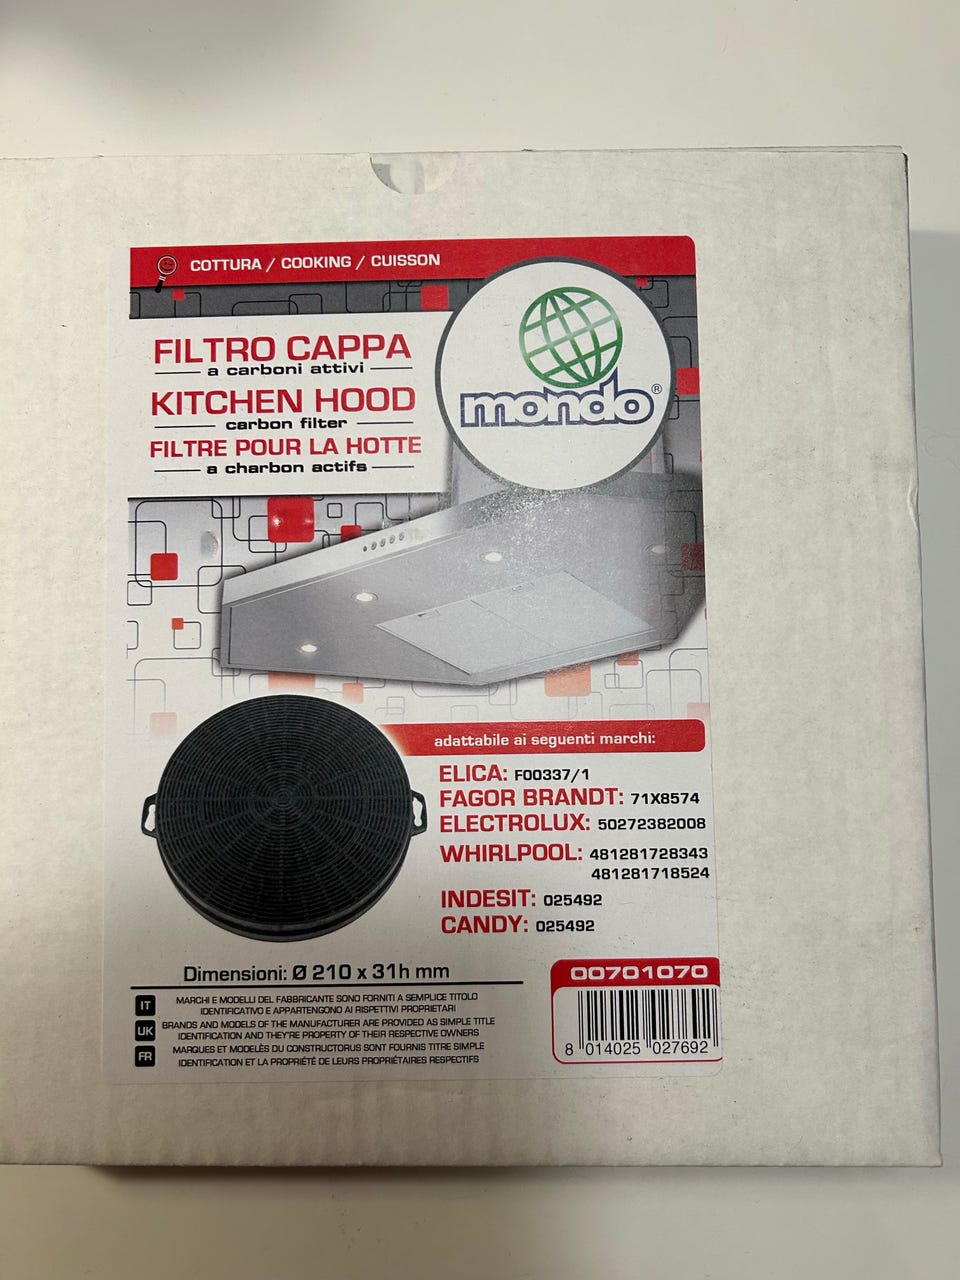 COTTURA / COOKING / CUISSON
FILTRO CAPPA
a carboni attivi
KITCHEN HOOD
carbon filter
FILTRE POUR LA HOTTE
a charbon actifs
mondo®
adattabile ai seguenti marchi:
ELICA: F00337/1
FAGOR BRANDT: 71X8574
ELECTROLUX: 50272382008
WHIRLPOOL: 481281728343
481281718524
INDESIT: 025492
CANDY: 025492
Dimensioni: Ø 210 x 31h mm
IT MARCHI E MODELLI DEL FABBRICANTE SONO FORNITI A SEMPLICE TITOLO
IDENTIFICATIVO E APPARTENGONO AI RISPETTIVI PROPRIETARI
UK BRANDS AND MODELS OF THE MANUFACTURER ARE PROVIDED AS SIMPLE TITLE
IDENTIFICATION AND THEY'RE PROPERTY OF THEIR RESPECTIVE OWNERS
FR MARQUES ET MODELÈS DU CONSTRUCTORUS SONT FOURNIS TITRE SIMPLE
IDENTIFICATION ET LA PROPRIÉTÉ DE LEURS PROPRIÉTAIRES RESPECTIFS
00701070
8 014025 027692